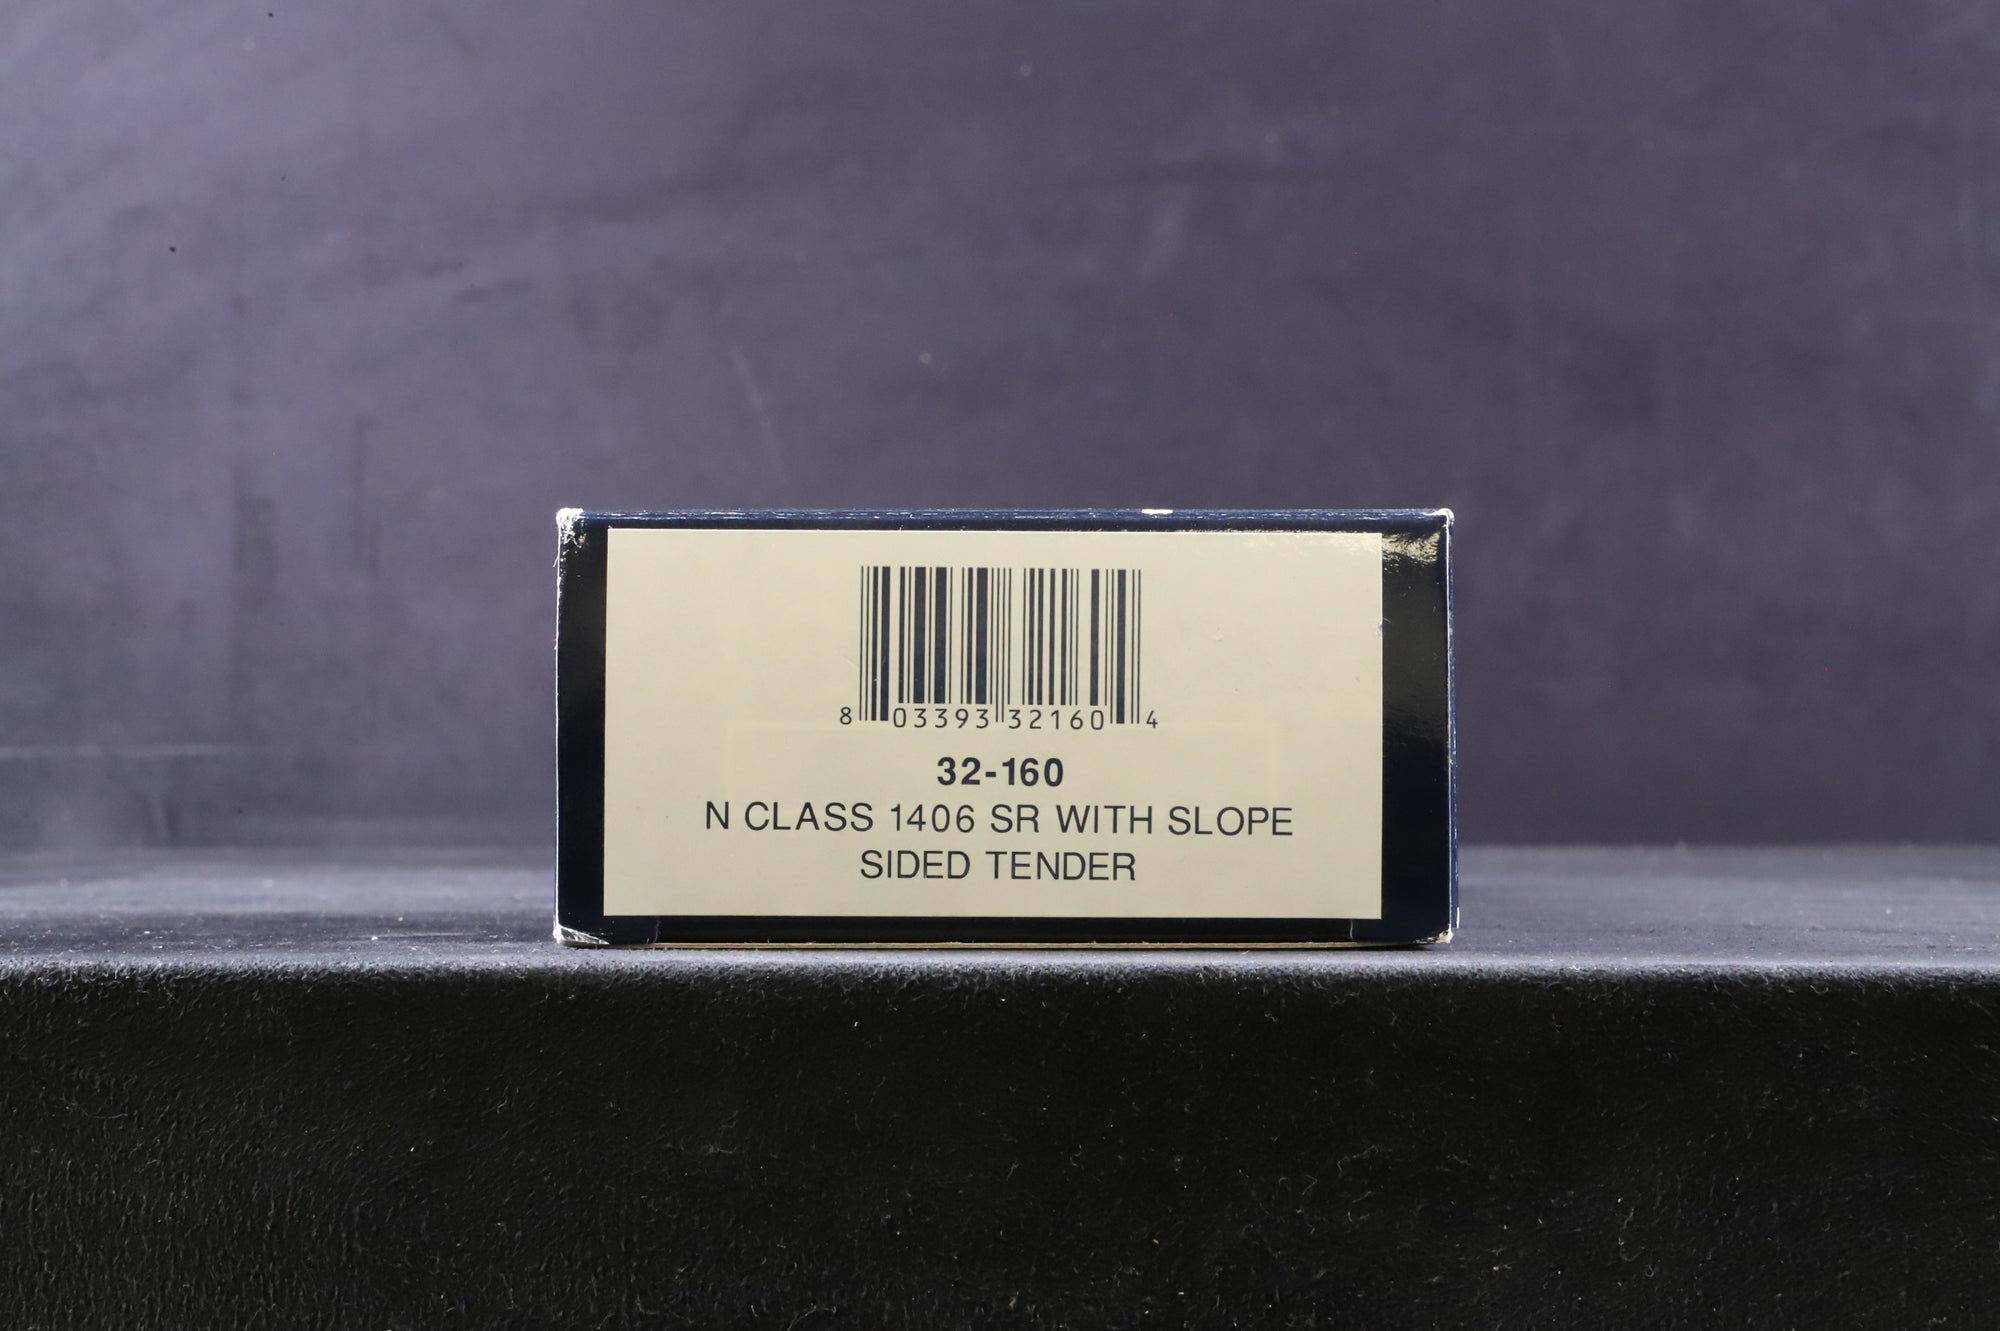 8 03393 32160 4
32-160
N CLASS 1406 SR WITH SLOPE
SIDED TENDER